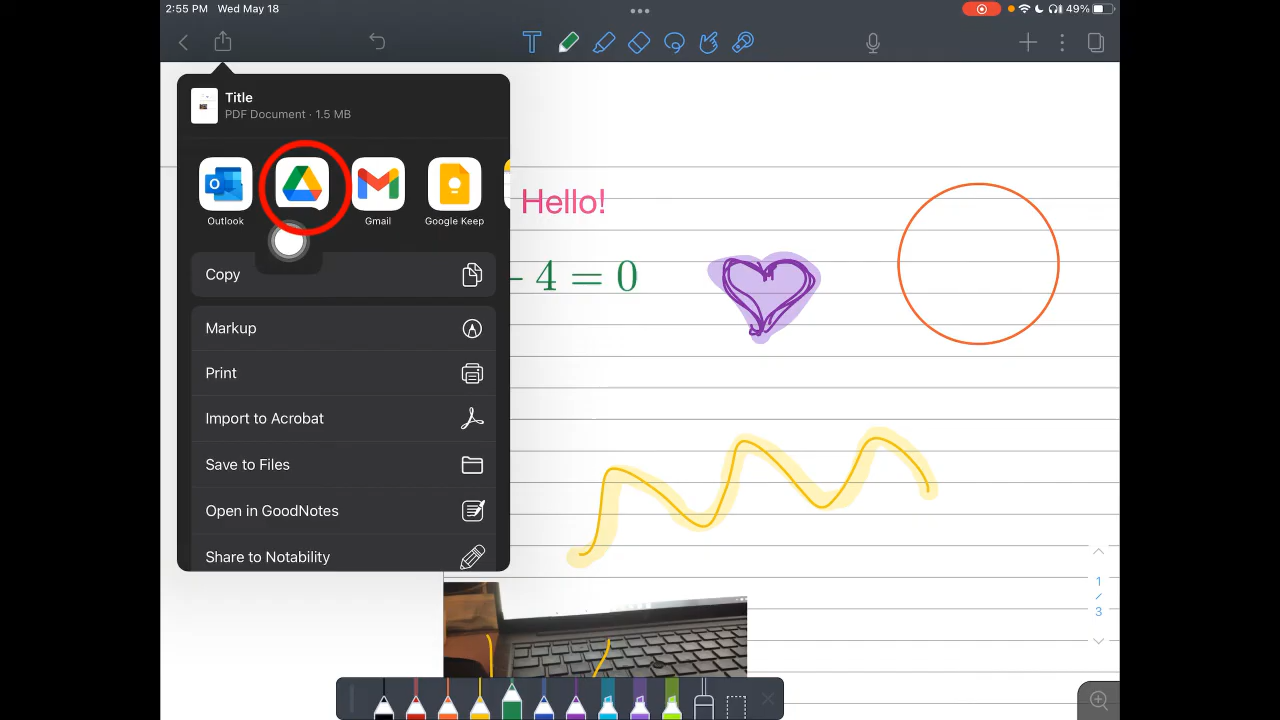 2:55 PM Wed May 18
49%
T
Title
PDF Document · 1.5 MB
Outlook
Gmail
Google Keep
Copy
Markup
Print
Import to Acrobat
Save to Files
Open in GoodNotes
Share to Notability
Hello!
– 4 = 0
1
/
3